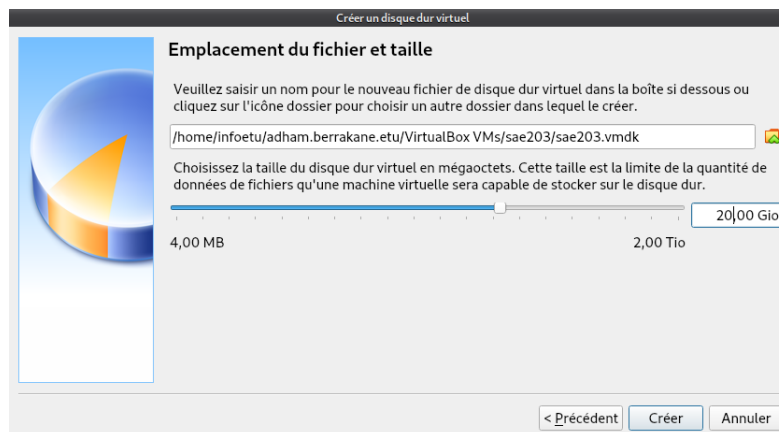 Créer un disque dur virtuel
Emplacement du fichier et taille
Veuillez saisir un nom pour le nouveau fichier de disque dur virtuel dans la boîte si dessous ou
cliquez sur l'icône dossier pour choisir un autre dossier dans lequel le créer.
/home/infoetu/adham.berrakane.etu/VirtualBox VMs/sae203/sae203.vmdk
Choisissez la taille du disque dur virtuel en mégaoctets. Cette taille est la limite de la quantité de
données de fichiers qu'une machine virtuelle sera capable de stocker sur le disque dur.
20,00 Gio
4,00 MB 2,00 Tio
< Précédent Créer Annuler